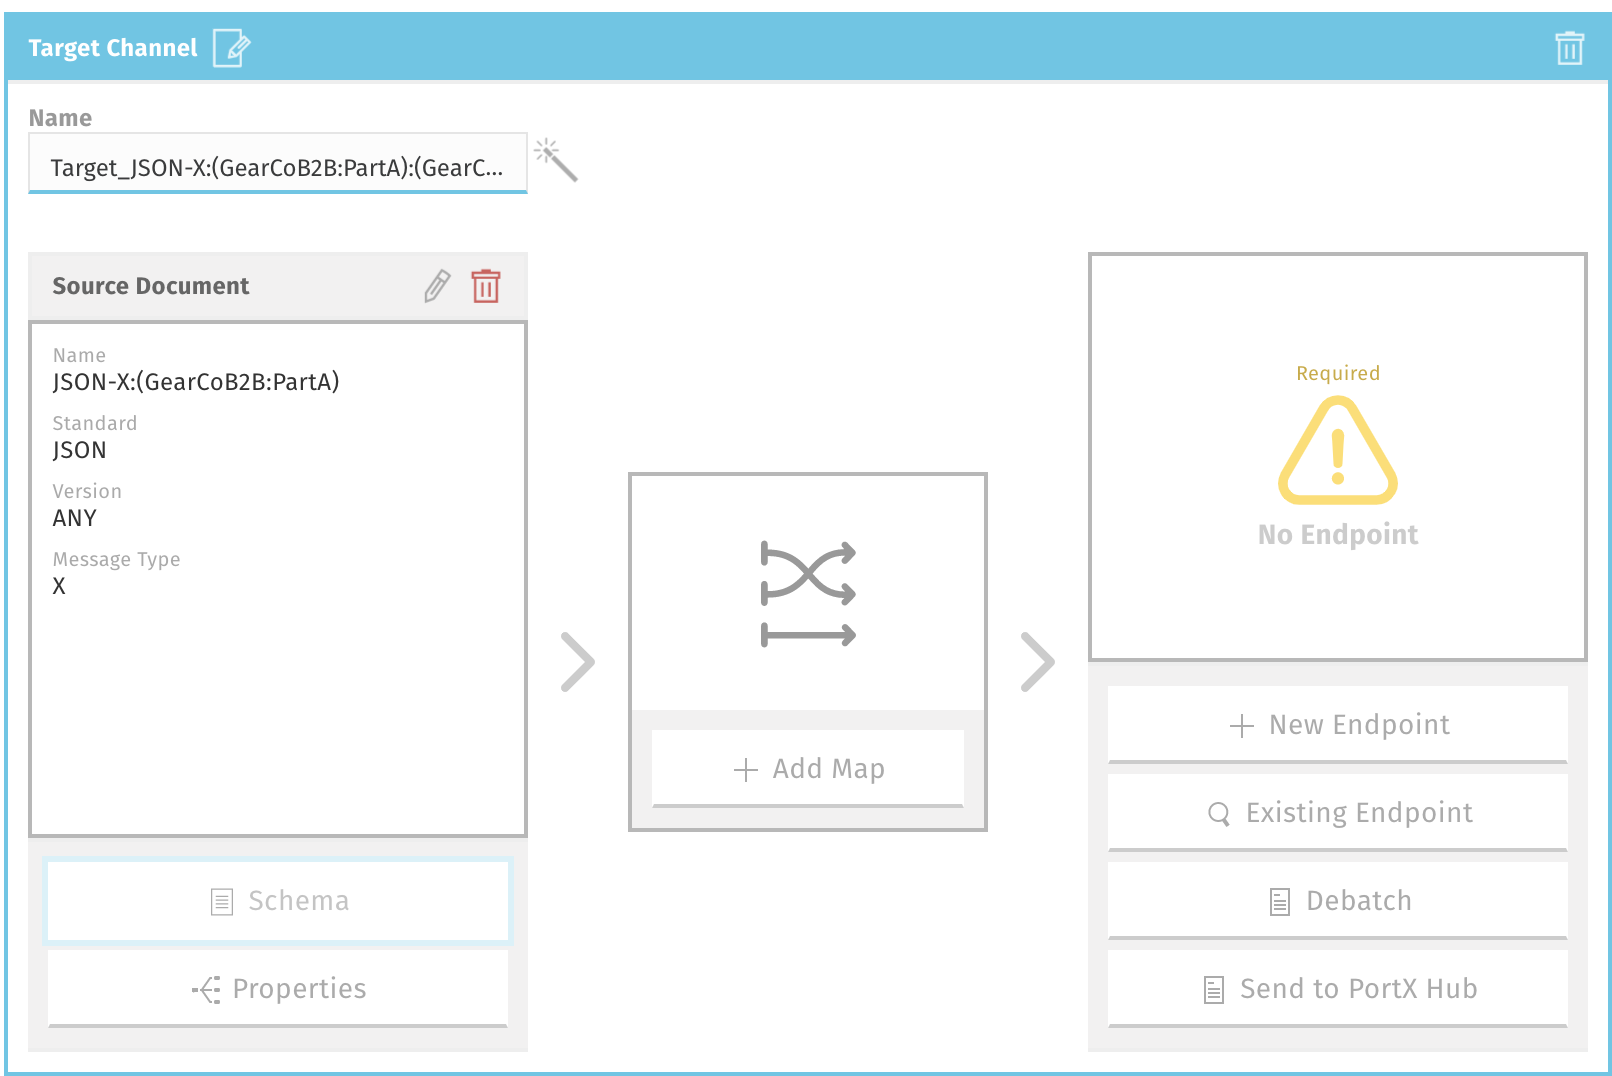 Target Channel
Name
Target_JSON-X:(GearCoB2B:PartA):(GearC...
Source Document
Name
JSON-X:(GearCoB2B:PartA)
Standard
JSON
Version
ANY
Message Type
X
Schema
Properties
Add Map
Required
No Endpoint
New Endpoint
Existing Endpoint
Debatch
Send to PortX Hub